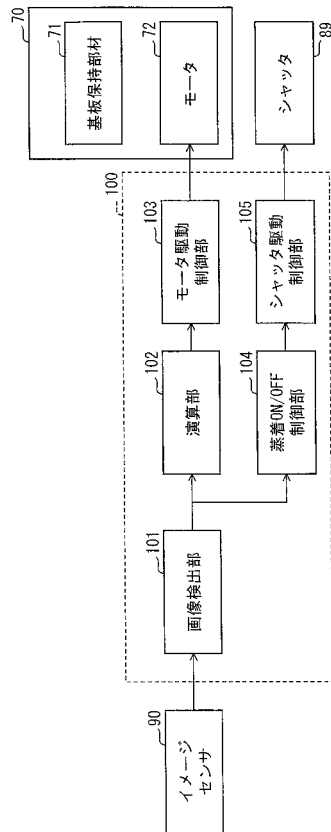 90
イメージ
センサ
100
101
画像検出部
102
演算部
103
モータ駆動
制御部
104
蒸着ON/OFF
制御部
105
シャッタ駆動
制御部
70
71
基板保持部材
72
モータ
89
シャッタ